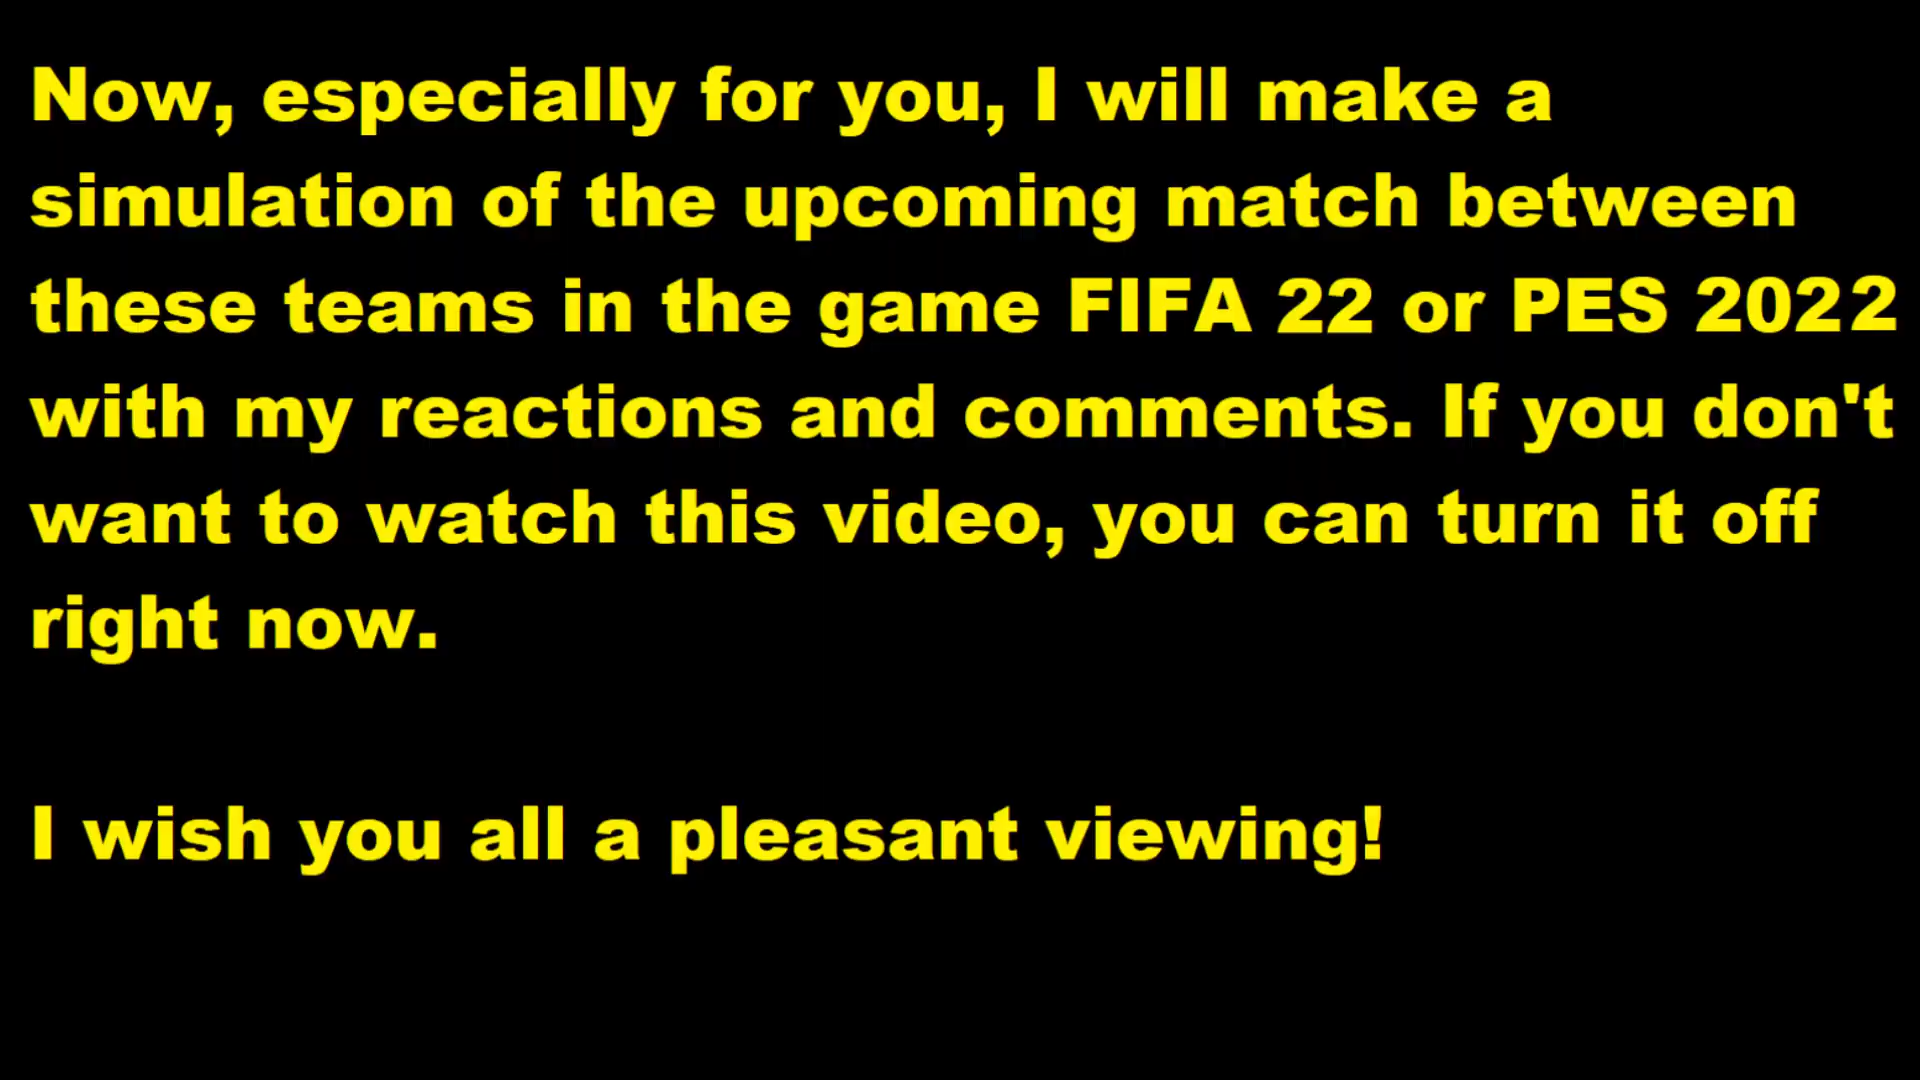 Now, especially for you, I will make a
simulation of the upcoming match between
these teams in the game FIFA 22 or PES 2022
with my reactions and comments. If you don't
want to watch this video, you can turn it off
right now.
I wish you all a pleasant viewing!